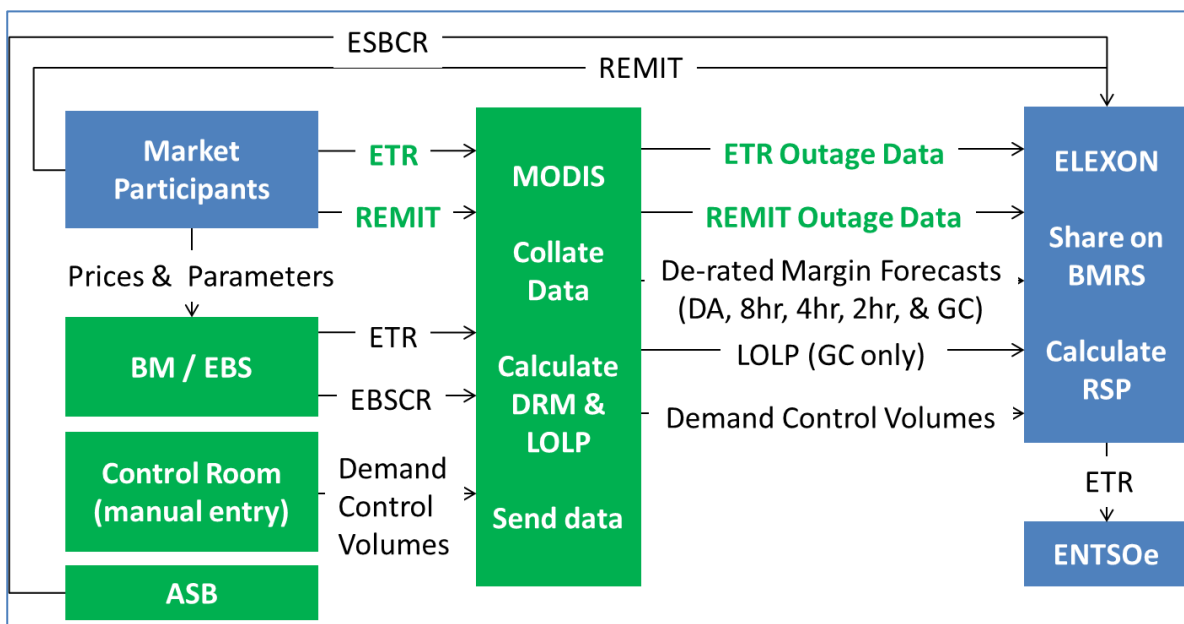 ESBCR
REMIT
Market
Participants
ETR
REMIT
Prices & Parameters
BM / EBS
ETR
EBSCR
Control Room
(manual entry)
Demand
Control
Volumes
ASB
MODIS
Collate
Data
Calculate
DRM &
LOLP
Send data
ETR Outage Data
REMIT Outage Data
De-rated Margin Forecasts
(DA, 8hr, 4hr, 2hr, & GC)
LOLP (GC only)
Demand Control Volumes
ELEXON
Share on
BMRS
Calculate
RSP
ETR
ENTSOe